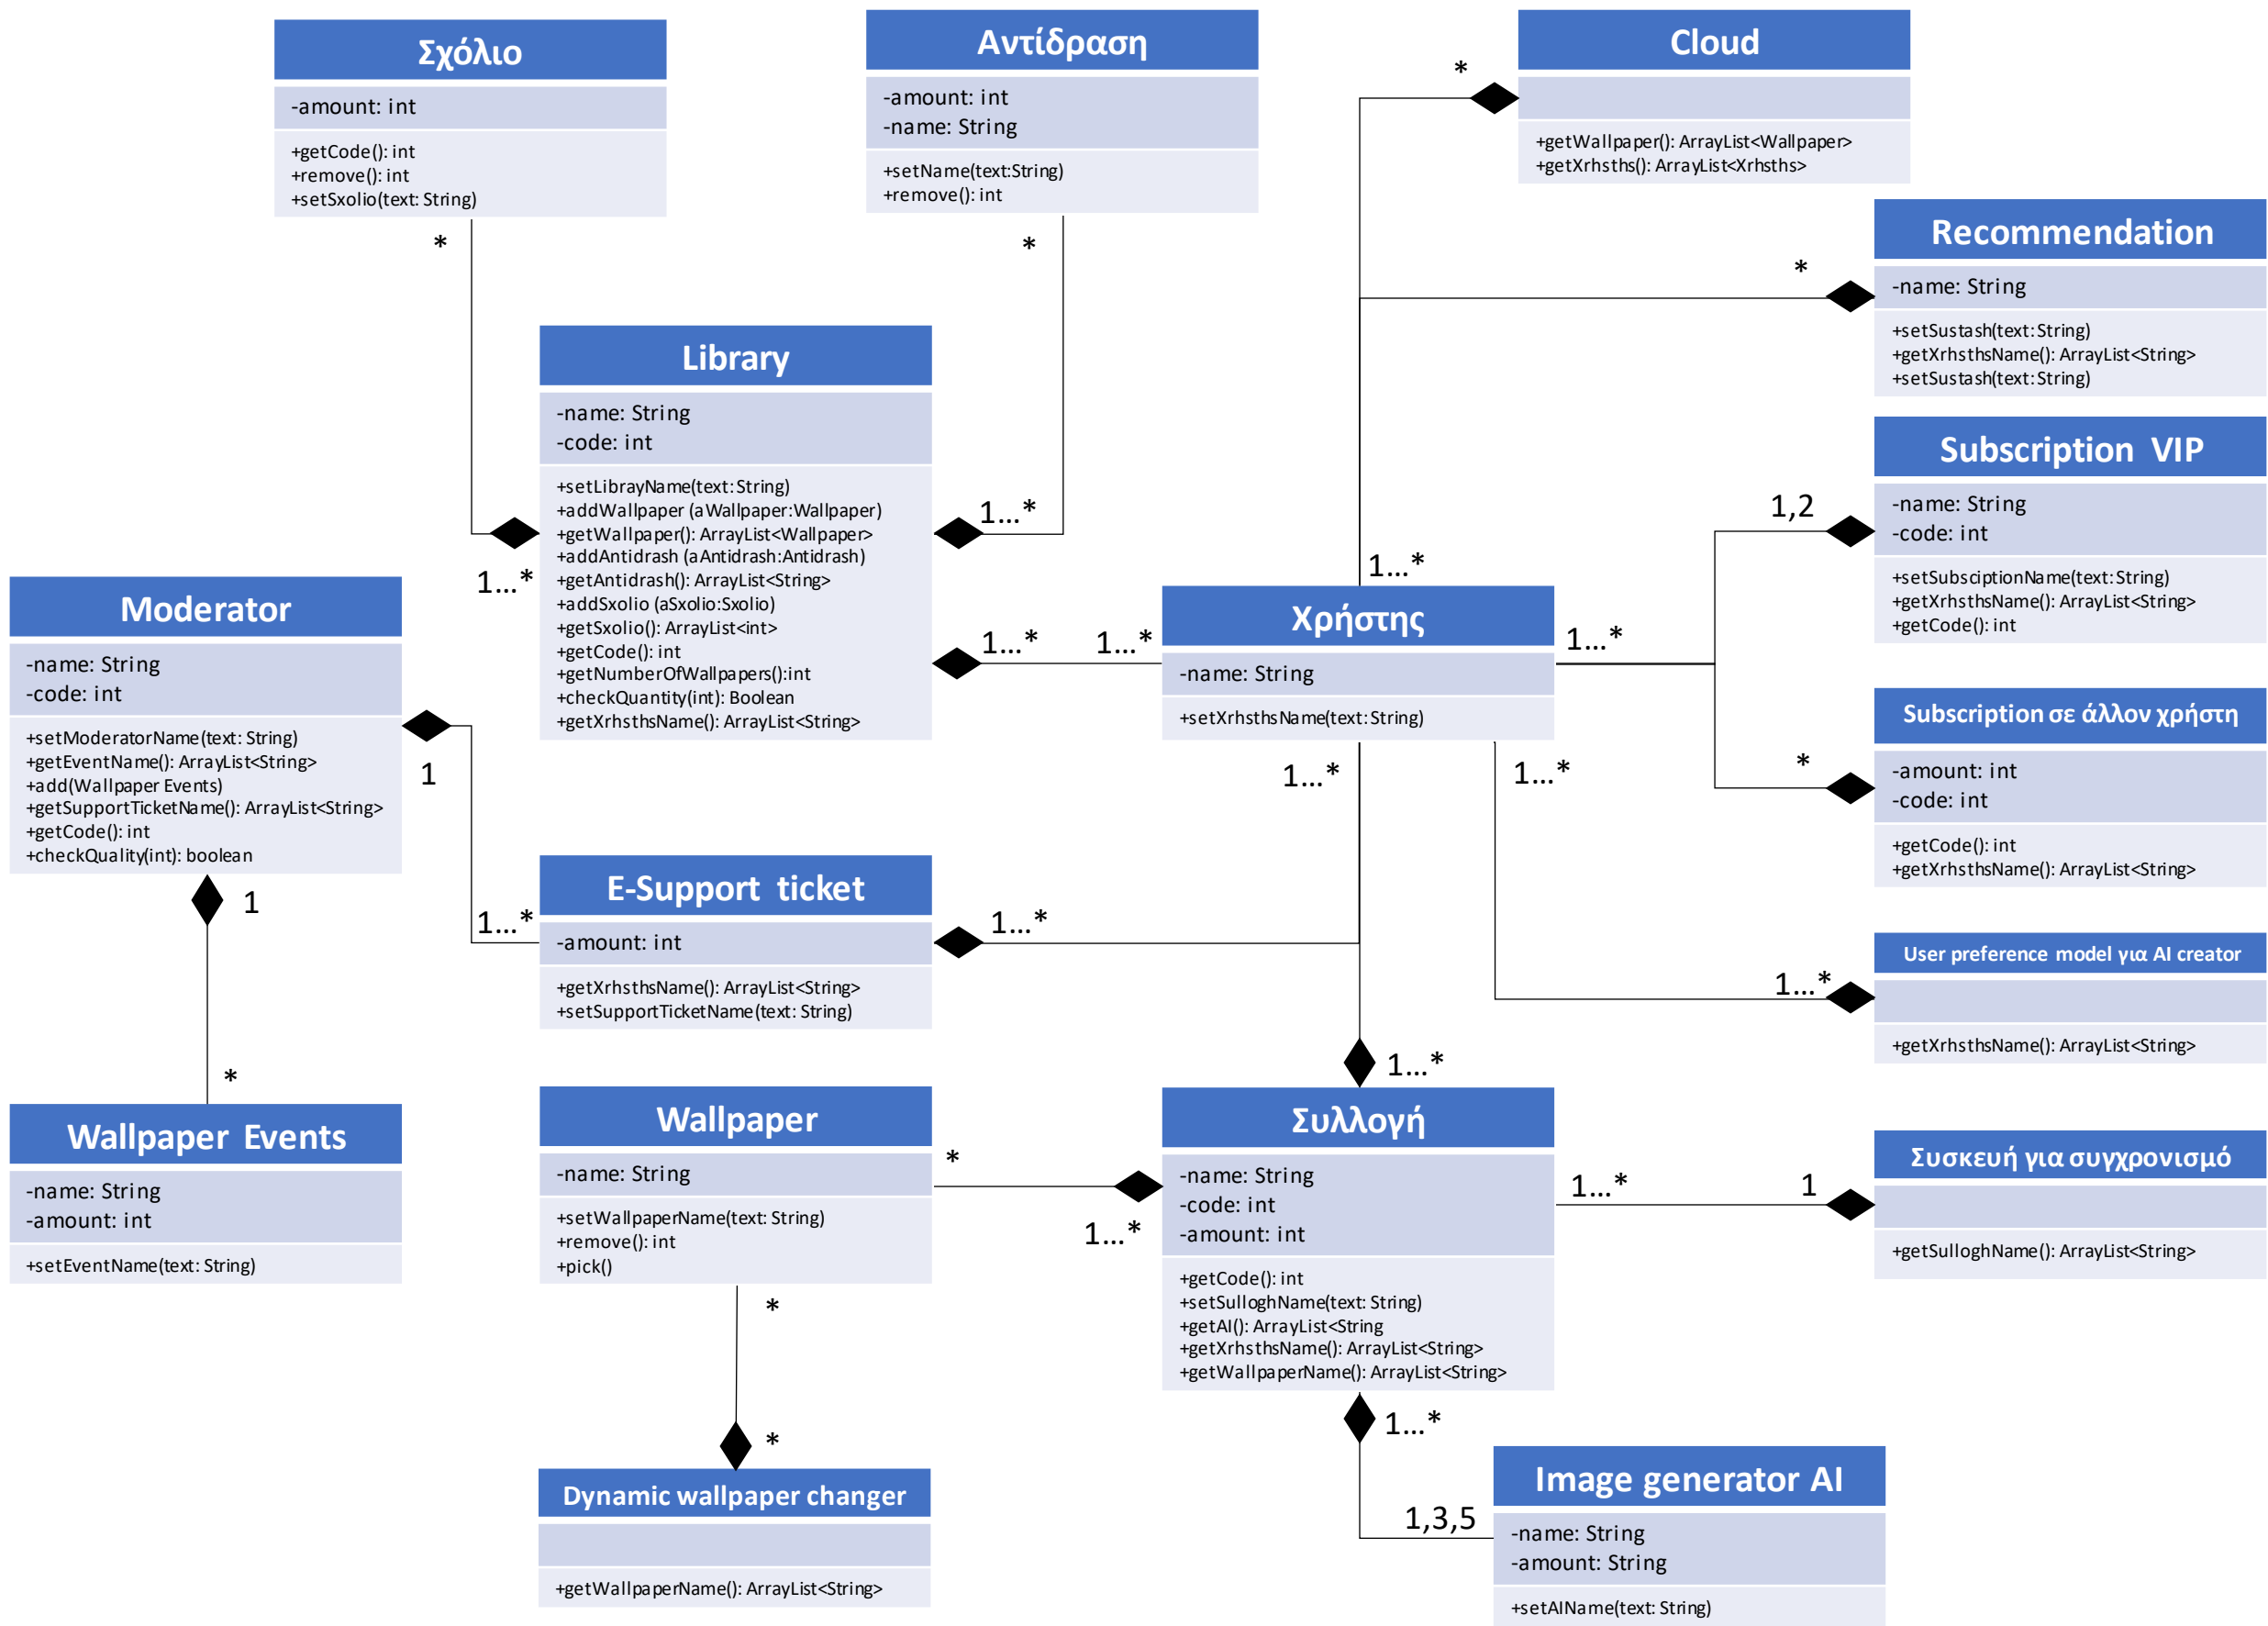 Σχόλιο
-amount: int
+getCode(): int
+remove(): int
+setSxolio(text: String)
*
Αντίδραση
-amount: int
-name: String
+setName(text:String)
+remove(): int
*
Cloud
+getWallpaper(): ArrayList<Wallpaper>
+getXrhsths(): ArrayList<Xrhsths>
*
Recommendation
-name: String
+setSustash(text:String)
+getXrhsthsName(): ArrayList<String>
+setSustash(text:String)
*
Library
-name: String
-code: int
+setLibrayName(text:String)
+addWallpaper (aWallpaper:Wallpaper)
+getWallpaper(): ArrayList<Wallpaper>
+addAntidrash (aAntidrash:Antidrash)
+getAntidrash(): ArrayList<String>
+addSxolio (aSxolio:Sxolio)
+getSxolio(): ArrayList<int>
+getCode(): int
+getNumberOfWallpapers():int
+checkQuantity(int): Boolean
+getXrhsthsName(): ArrayList<String>
1...*
1...*
1...*
1...*
Subscription VIP
-name: String
-code: int
+setSubsciptionName(text:String)
+getXrhsthsName(): ArrayList<String>
+getCode(): int
1,2
Moderator
-name: String
-code: int
+setModeratorName(text: String)
+getEventName(): ArrayList<String>
+add(Wallpaper Events)
+getSupportTicketName(): ArrayList<String>
+getCode(): int
+checkQuality(int): boolean
1
1
Χρήστης
-name: String
+setXrhsthsName(text:String)
1...*
1...*
1...*
1...*
Subscription σε άλλον χρήστη
-amount: int
-code: int
+getCode(): int
+getXrhsthsName(): ArrayList<String>
*
E-Support ticket
-amount: int
+getXrhsthsName(): ArrayList<String>
+setSupportTicketName(text: String)
1...*
1...*
User preference model για AI creator
+getXrhsthsName(): ArrayList<String>
1...*
Wallpaper Events
-name: String
-amount: int
+setEventName(text: String)
*
Wallpaper
-name: String
+setWallpaperName(text: String)
+remove(): int
+pick()
*
*
Συλλογή
-name: String
-code: int
-amount: int
+getCode(): int
+setSulloghName(text: String)
+getAI(): ArrayList<String
+getXrhsthsName(): ArrayList<String>
+getWallpaperName(): ArrayList<String>
1...*
1...*
1...*
1...*
Συσκευή για συγχρονισμό
+getSulloghName(): ArrayList<String>
1
Dynamic wallpaper changer
+getWallpaperName(): ArrayList<String>
*
Image generator AI
-name: String
-amount: String
+setAIName(text: String)
1,3,5